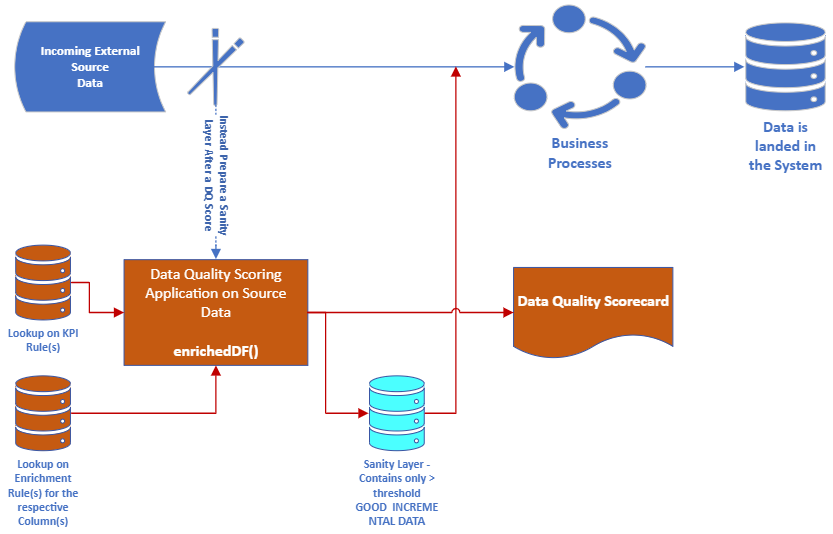 Incoming External
Source
Data
Instead Prepare a Sanity
Layer After a DQ Score
Business
Processes
Data is
landed in
the System
Data Quality Scoring
Application on Source
Data
enrichedDF()
Data Quality Scorecard
Lookup on KPI
Rule(s)
Lookup on
Enrichment
Rule(s) for the
respective
Column(s)
Sanity Layer -
Contains only >
threshold
GOOD INCREME
NTAL DATA